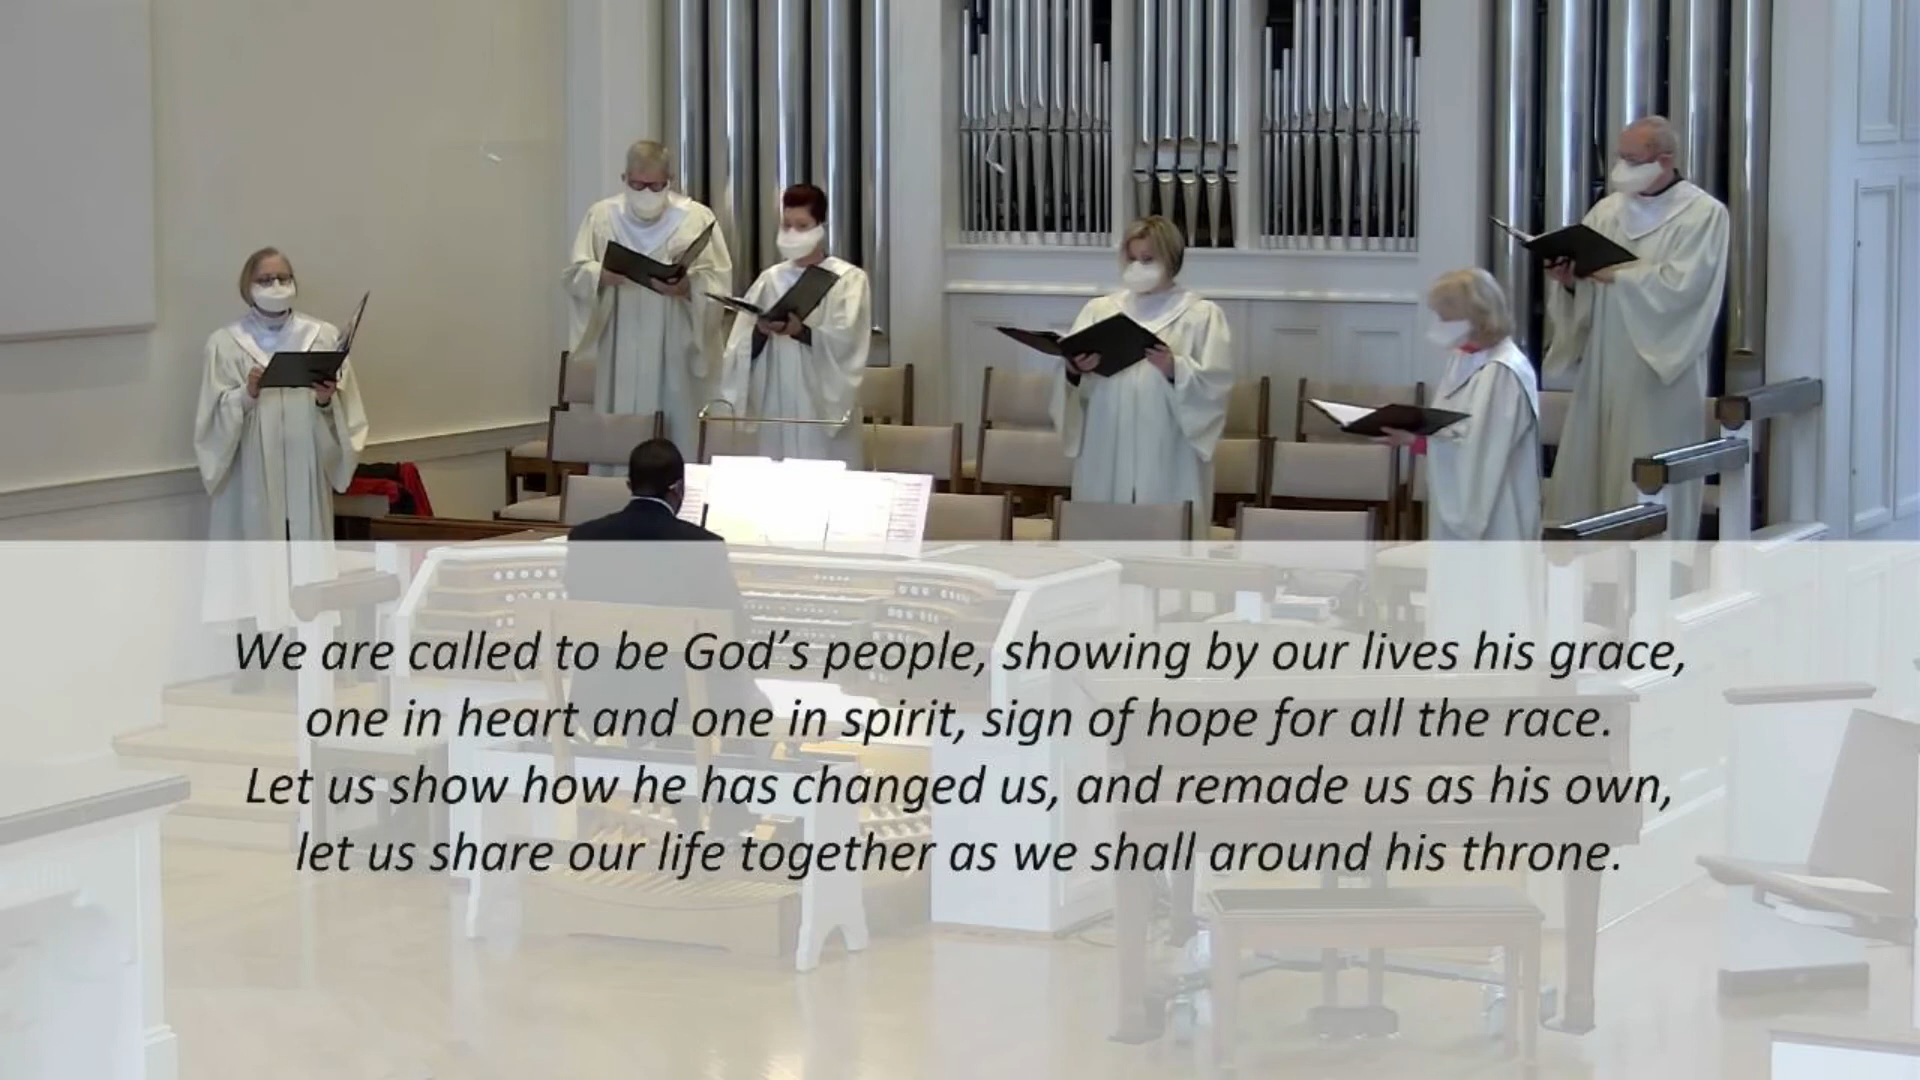 We are called to be God’s people, showing by our lives his grace,
one in heart and one in spirit, sign of hope for all the race.
Let us show how he has changed us, and remade us as his own,
let us share our life together as we shall around his throne.